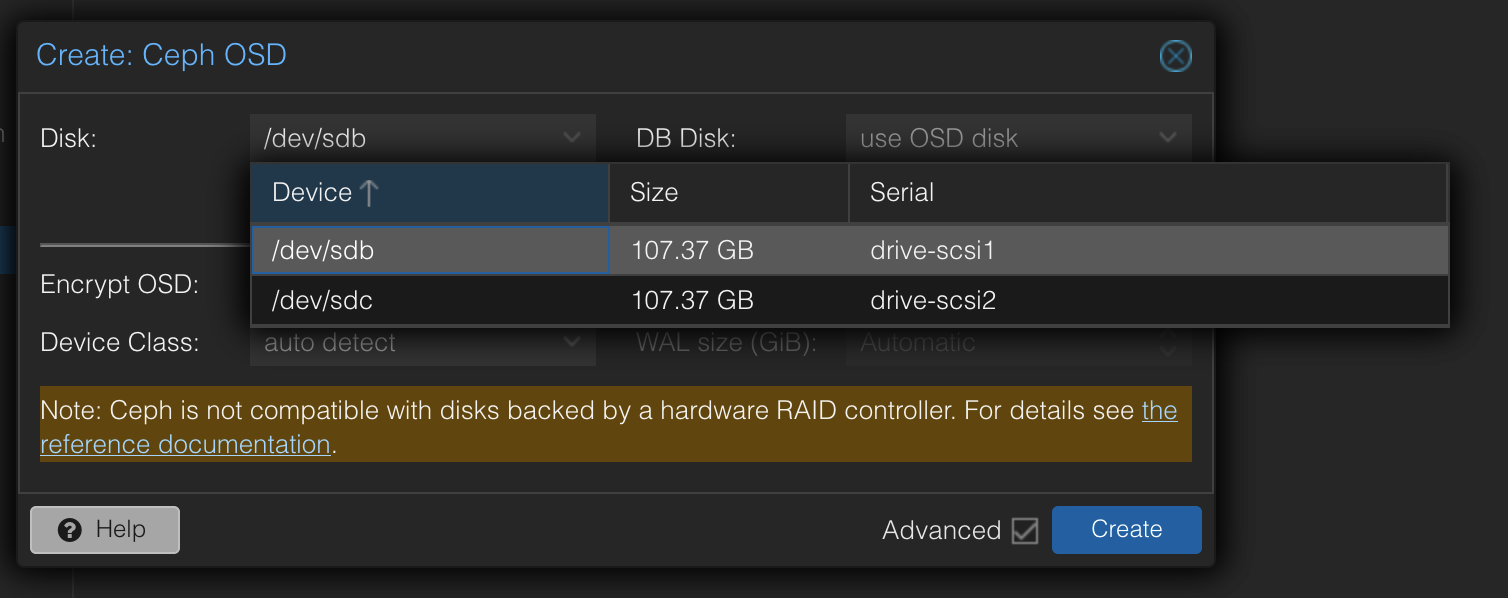 Create: Ceph OSD
Disk: /dev/sdb DB Disk: use OSD disk
Device Size Serial
/dev/sdb 107.37 GB drive-scsi1
/dev/sdc 107.37 GB drive-scsi2
Encrypt OSD:
Device Class: auto detect WAL size (GiB): Automatic
Note: Ceph is not compatible with disks backed by a hardware RAID controller. For details see the
reference documentation.
Help Advanced Create